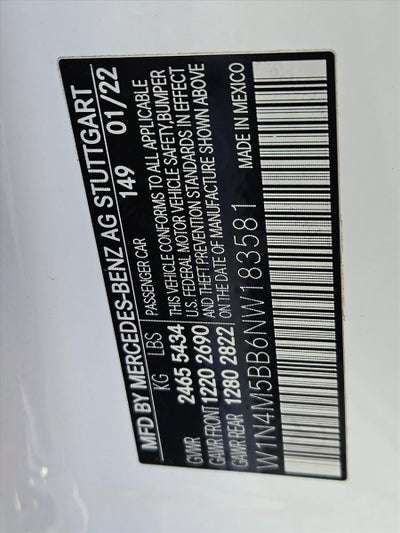 MFD BY MERCEDES-BENZ AG STUTTGART
149 01/22
KG LBS PASSENGER CAR
GVWR 2465 5434 THIS VEHICLE CONFORMS TO ALL APPLICABLE
U.S. FEDERAL MOTOR VEHICLE SAFETY,BUMPER
GAWR FRONT 1220 2690 AND THEFT PREVENTION STANDARDS IN EFFECT
GAWR REAR 1280 2822 ON THE DATE OF MANUFACTURE SHOWN ABOVE
W1N4M5BB6NW183581 MADE IN MEXICO